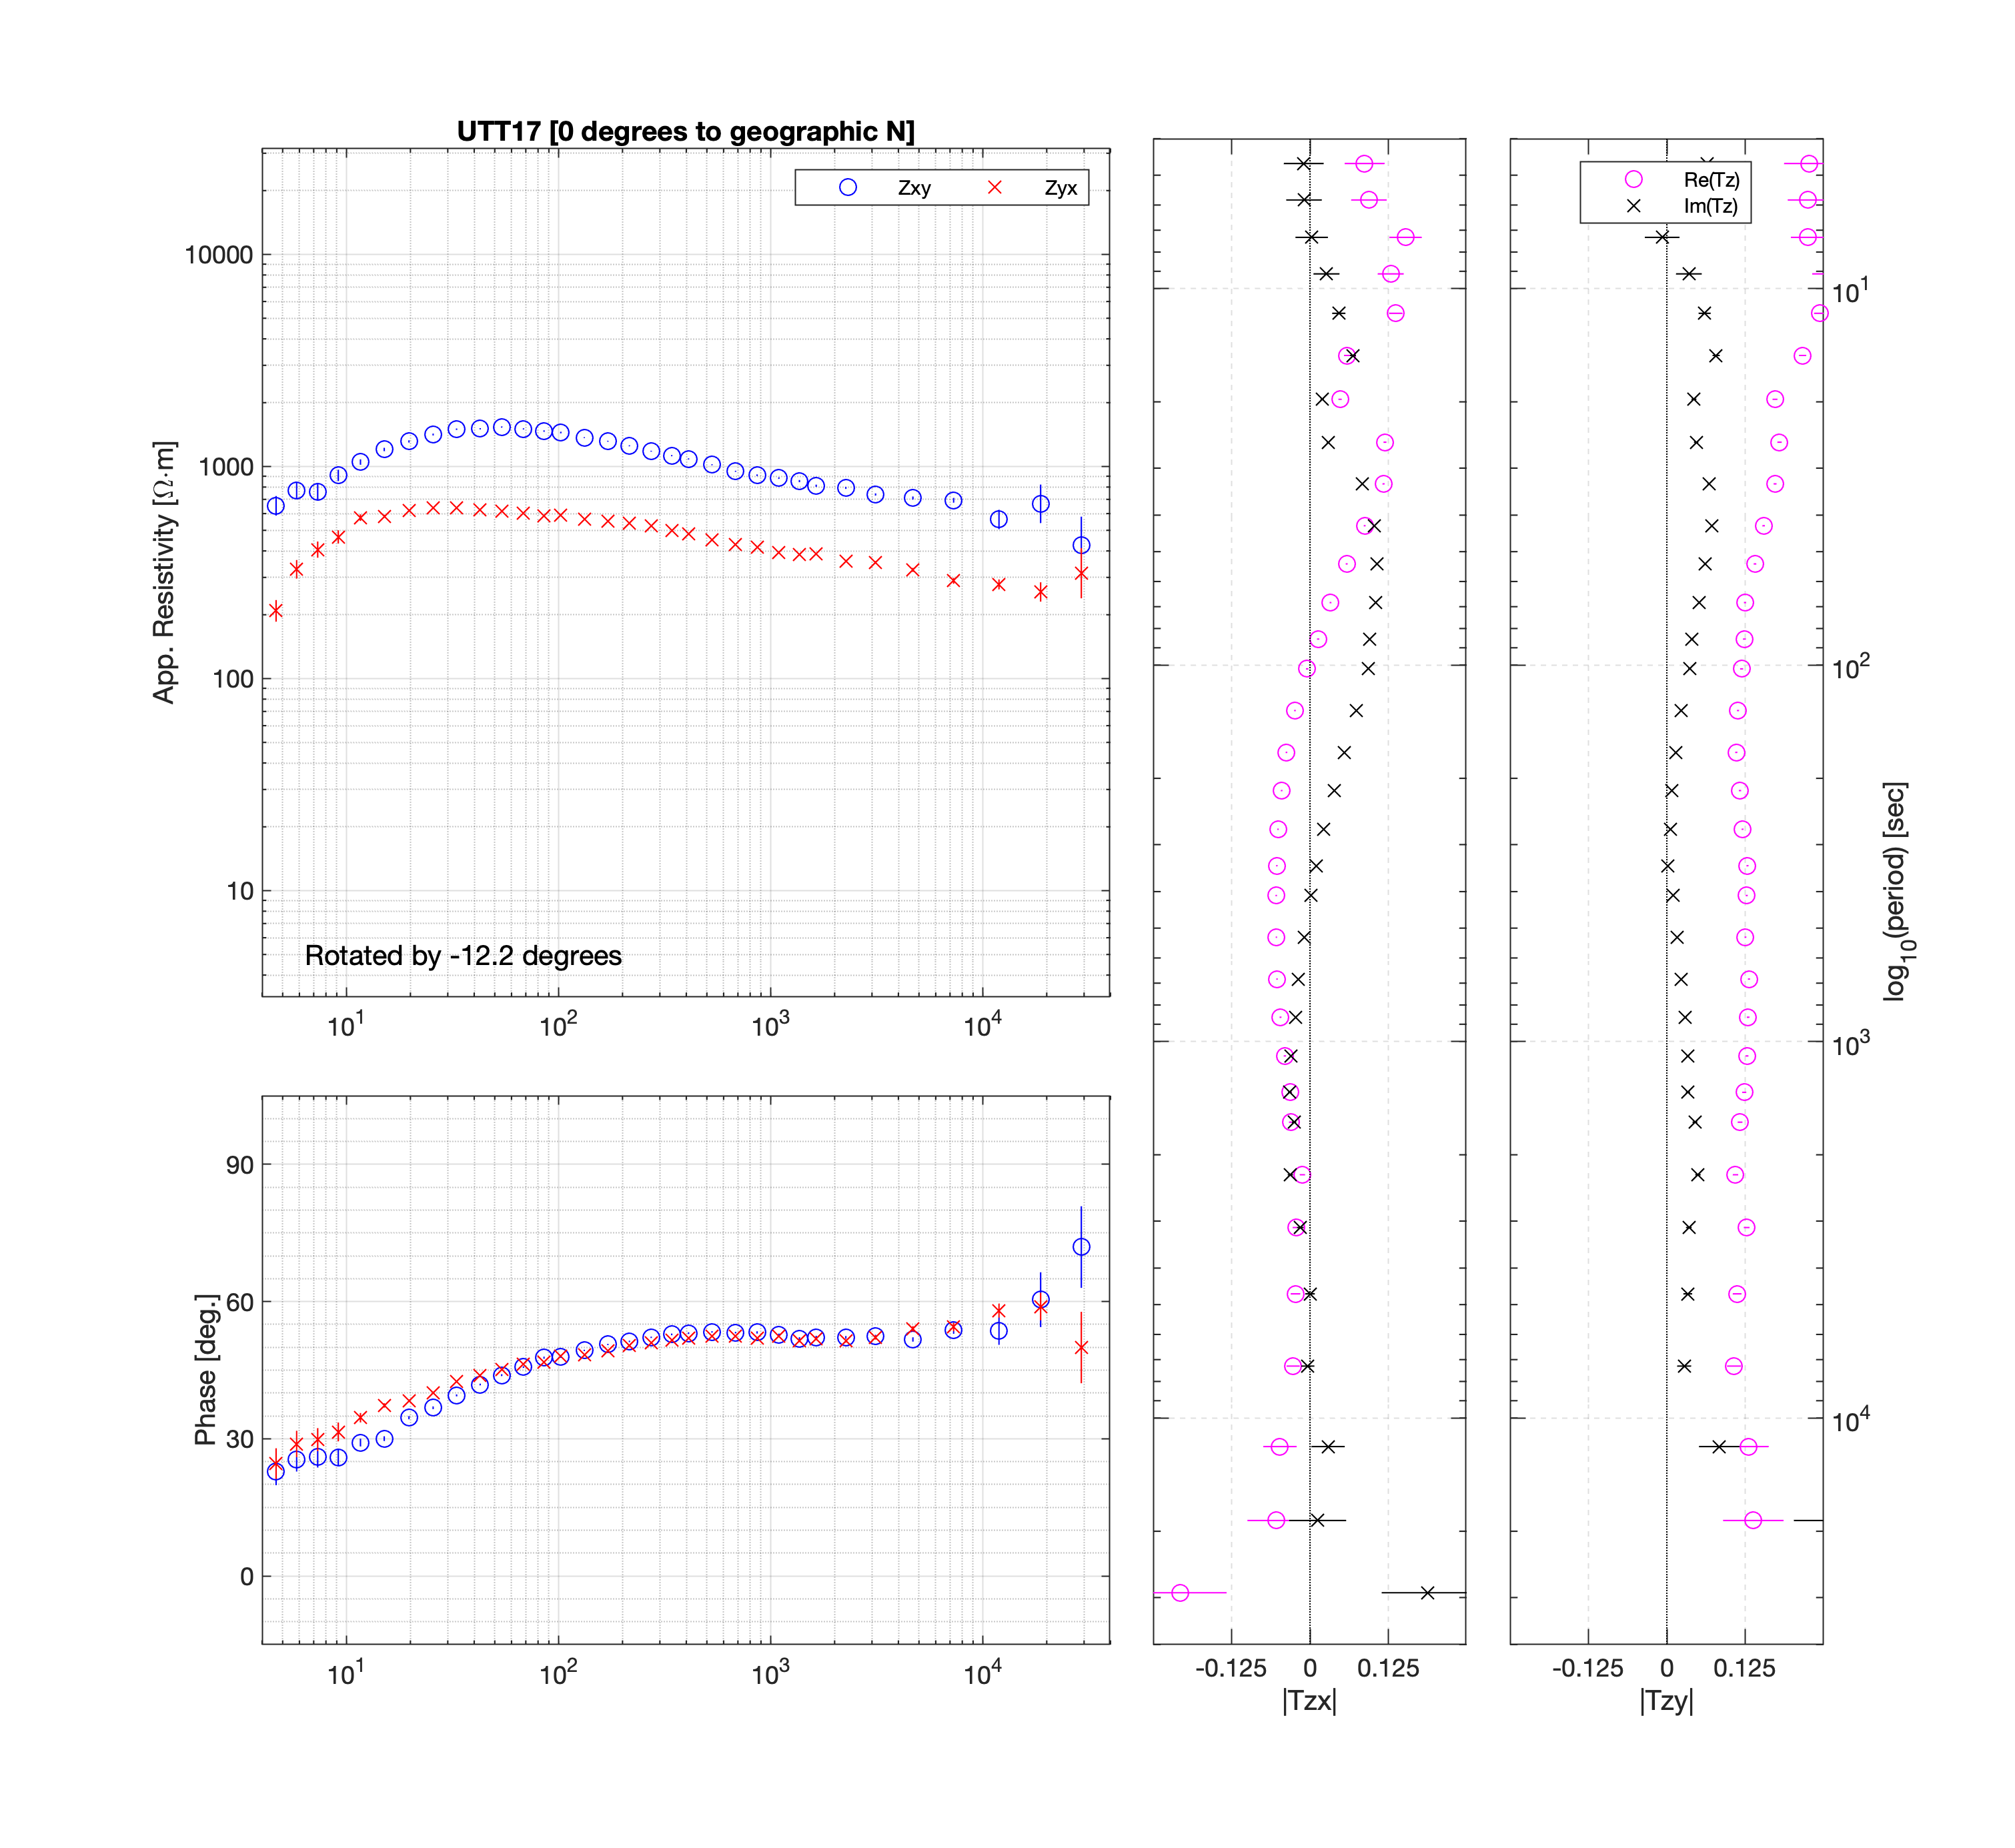 UTT17 [0 degrees to geographic N]
Zxy Zyx
App. Resistivity [Ω·m]
10000
1000
100
10
Rotated by -12.2 degrees
10¹ 10² 10³ 10⁴
Phase [deg.]
90
60
30
0
10¹ 10² 10³ 10⁴
-0.125 0 0.125
|Tzx|
Re(Tz)
Im(Tz)
10¹
10²
10³
10⁴
log₁₀(period) [sec]
-0.125 0 0.125
|Tzy|